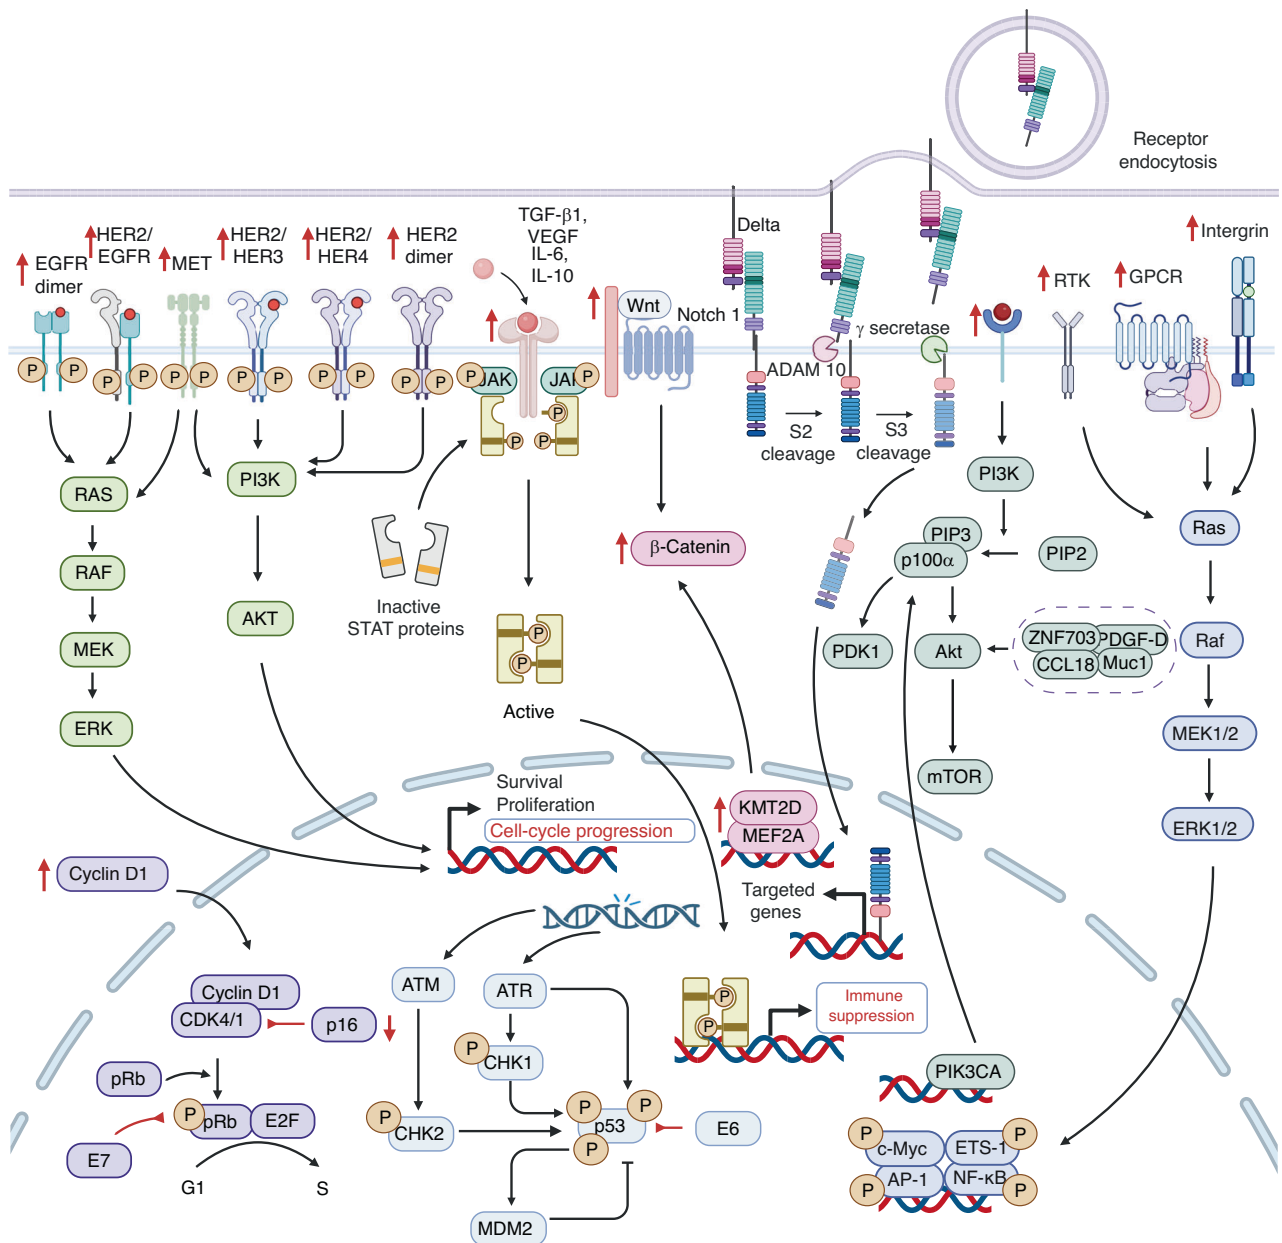 Receptor
endocytosis
TGF-β1,
VEGF
IL-6,
IL-10
Delta
HER2/
EGFR
HER2/
HER3
HER2/
HER4
HER2
dimer
Intergrin
EGFR
dimer
MET
RTK
GPCR
Wnt
Notch 1
γ secretase
ADAM 10
P
P
P
P
P
P
P
P
P
P
P
P
P
JAK
JAK
P
P
P
P
S2
cleavage
S3
cleavage
RAS
PI3K
PI3K
RAF
β-Catenin
PIP3
p100α
PIP2
Ras
Inactive
STAT proteins
AKT
MEK
P
P
PDK1
Akt
ZNF703
PDGF-D
CCL18
Muc1
Raf
ERK
Active
MEK1/2
mTOR
Survival
Proliferation
Cell-cycle progression
KMT2D
MEF2A
ERK1/2
Cyclin D1
Targeted
genes
Cyclin D1
CDK4/1
p16
ATM
ATR
P
P
Immune
suppression
P
CHK1
pRb
PIK3CA
P
pRb
E2F
P
CHK2
P
P
p53
P
E6
E7
G1
S
MDM2
P
c-Myc
ETS-1
P
P
AP-1
NF-κB
P